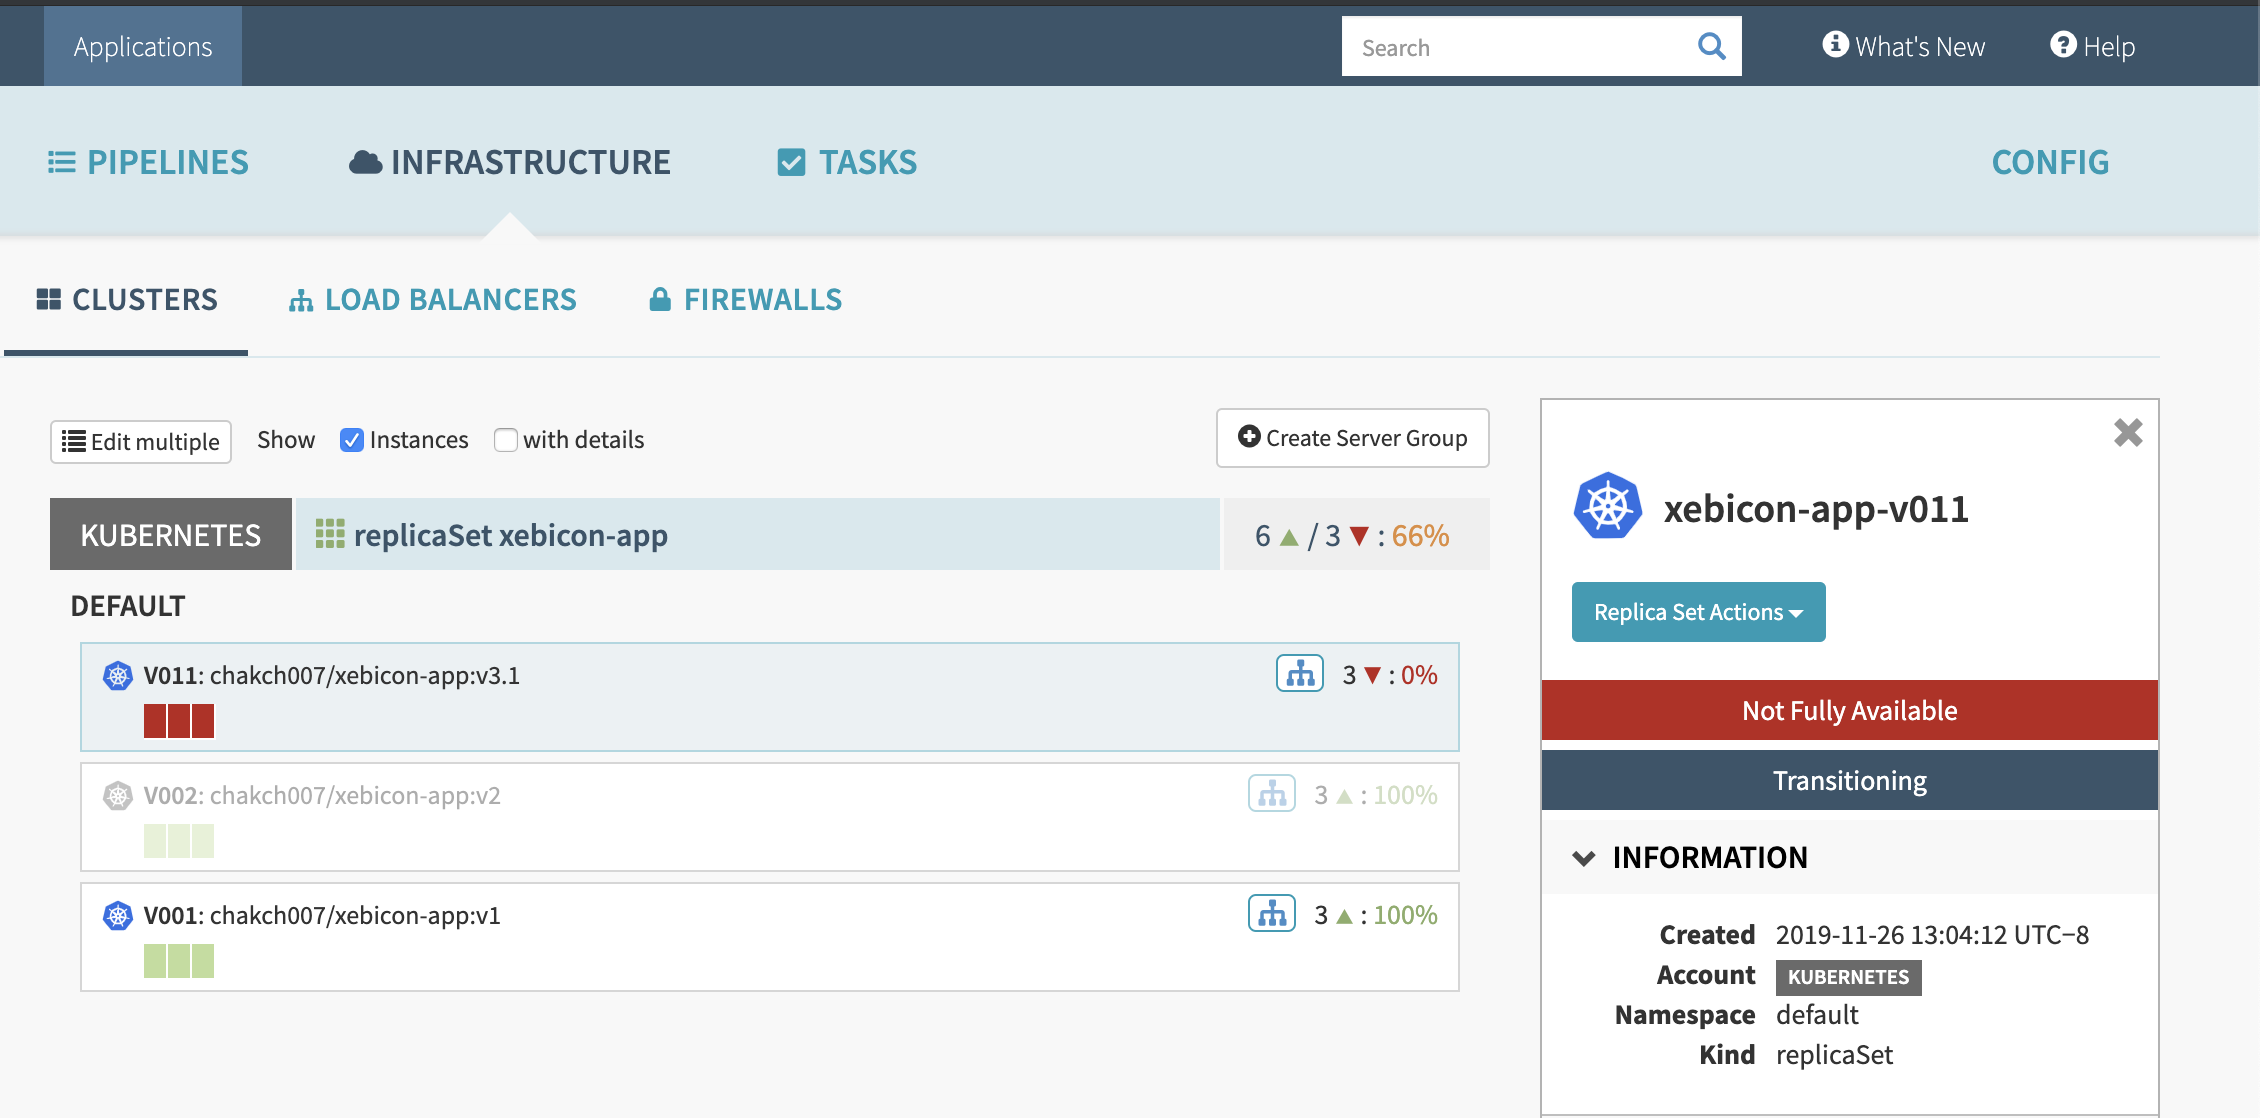 Applications
Search
What's New
Help
PIPELINES
INFRASTRUCTURE
TASKS
CONFIG
CLUSTERS
LOAD BALANCERS
FIREWALLS
Edit multiple
Show
Instances
with details
Create Server Group
KUBERNETES
replicaSet xebicon-app
6 ▲ / 3 ▼ : 66%
DEFAULT
V011: chakch007/xebicon-app:v3.1
3 ▼ : 0%
V002: chakch007/xebicon-app:v2
3 ▲ : 100%
V001: chakch007/xebicon-app:v1
3 ▲ : 100%
xebicon-app-v011
Replica Set Actions
Not Fully Available
Transitioning
INFORMATION
Created 2019-11-26 13:04:12 UTC−8
Account KUBERNETES
Namespace default
Kind replicaSet